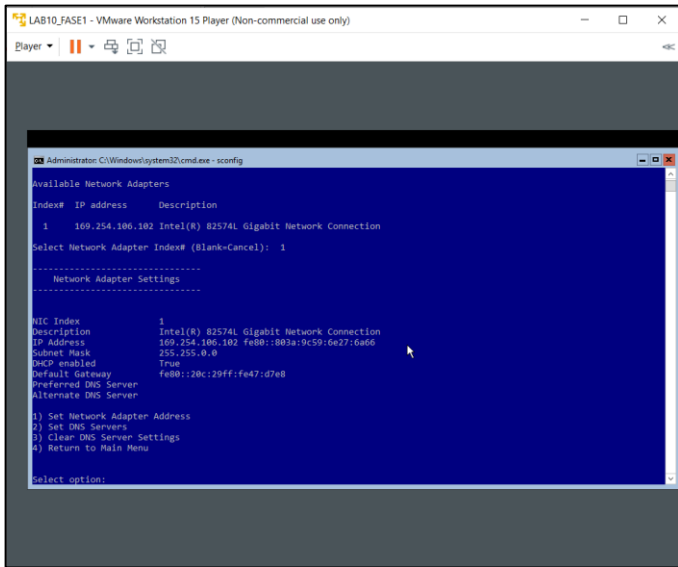 LAB10_FASE1 - VMware Workstation 15 Player (Non-commercial use only)
Player
Administrator: C:\Windows\system32\cmd.exe - sconfig
Available Network Adapters
Index# IP address Description
1 169.254.106.102 Intel(R) 82574L Gigabit Network Connection
Select Network Adapter Index# (Blank=Cancel): 1
--------------------------------
Network Adapter Settings
--------------------------------
NIC Index 1
Description Intel(R) 82574L Gigabit Network Connection
IP Address 169.254.106.102 fe80::803a:9c59:6e27:6a66
Subnet Mask 255.255.0.0
DHCP enabled True
Default Gateway fe80::20c:29ff:fe47:d7e8
Preferred DNS Server
Alternate DNS Server
1) Set Network Adapter Address
2) Set DNS Servers
3) Clear DNS Server Settings
4) Return to Main Menu
Select option: